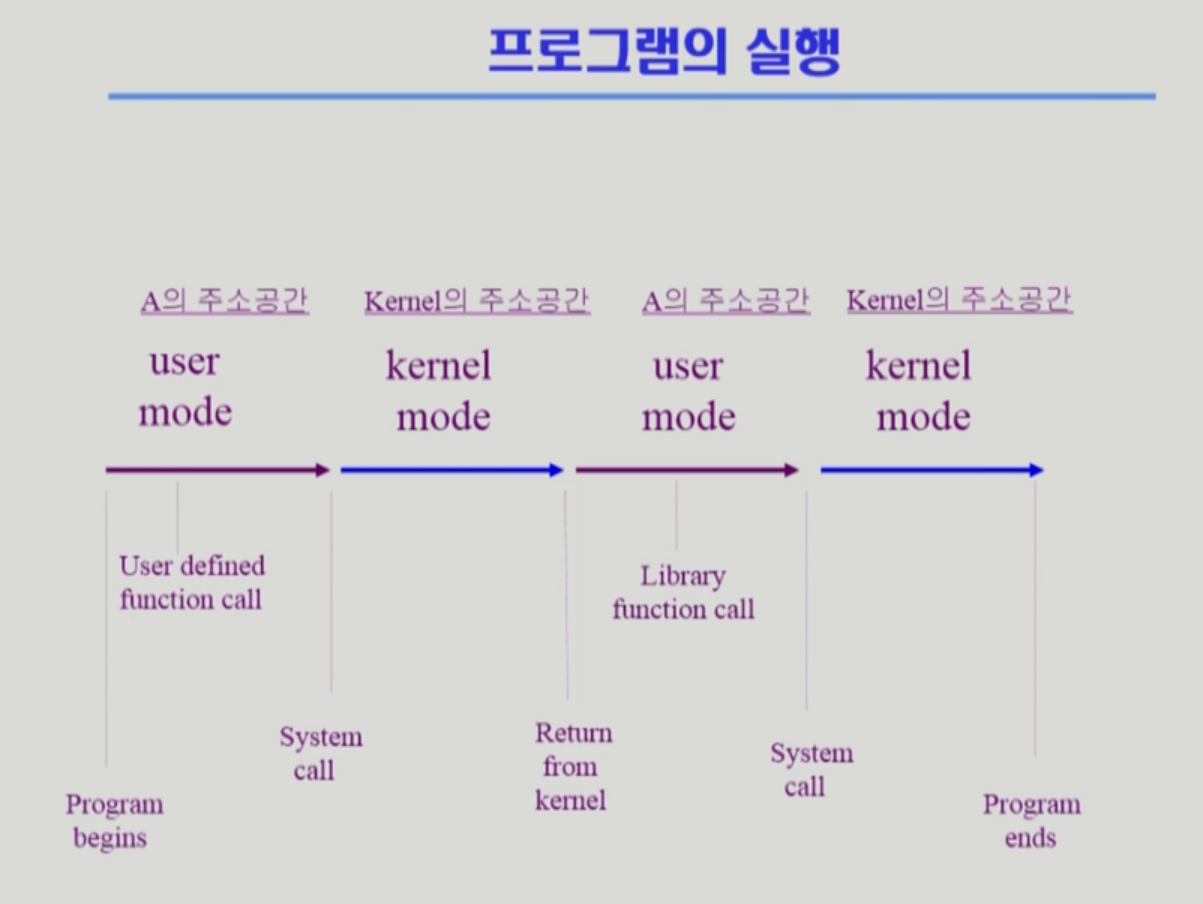 프로그램의 실행
A의 주소공간
Kernel의 주소공간
A의 주소공간
Kernel의 주소공간
user
mode
kernel
mode
user
mode
kernel
mode
User defined
function call
Library
function call
System
call
Return
from
kernel
System
call
Program
begins
Program
ends